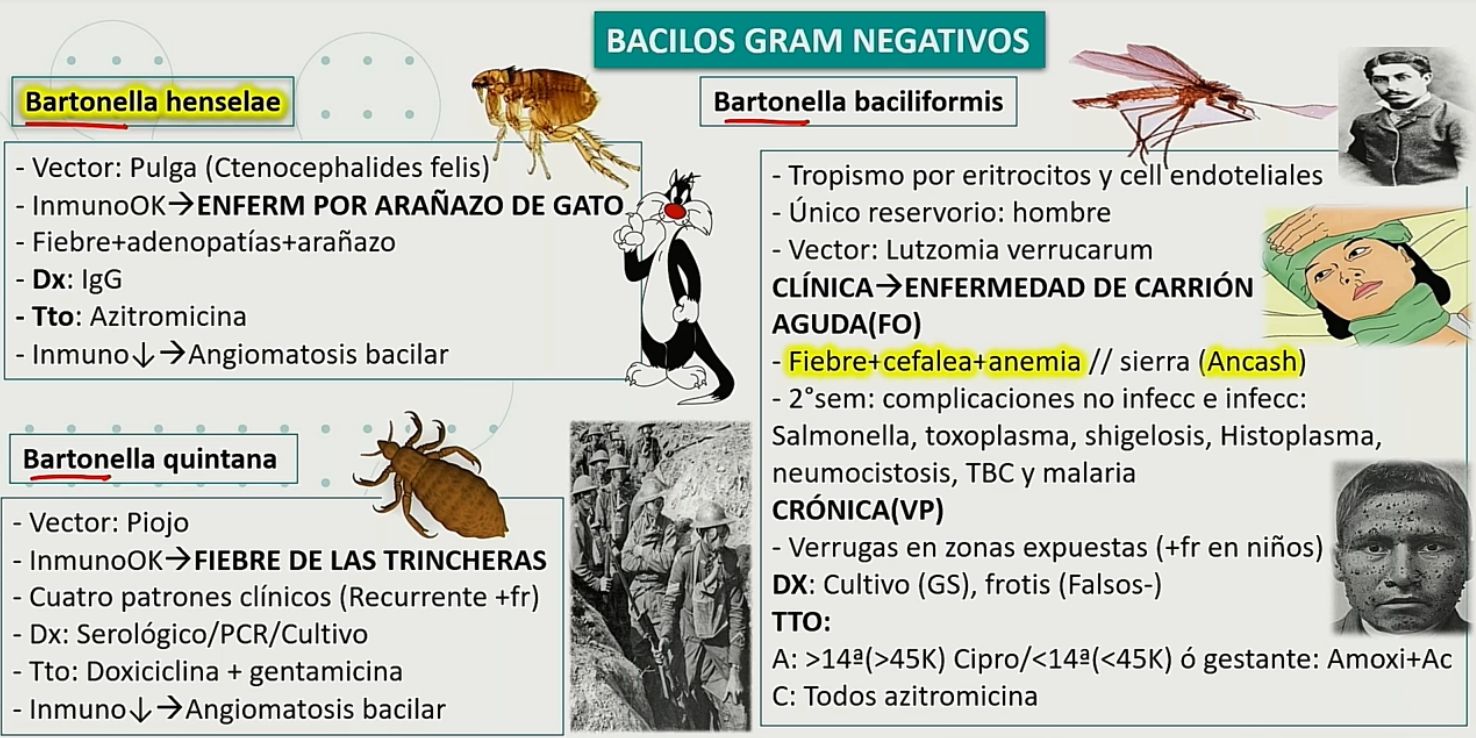 BACILOS GRAM NEGATIVOS
Bartonella henselae
- Vector: Pulga (Ctenocephalides felis)
- InmunoOK→ENFERM POR ARAÑAZO DE GATO
- Fiebre+adenopatías+arañazo
- Dx: IgG
- Tto: Azitromicina
- Inmuno↓→Angiomatosis bacilar
Bartonella quintana
- Vector: Piojo
- InmunoOK→FIEBRE DE LAS TRINCHERAS
- Cuatro patrones clínicos (Recurrente +fr)
- Dx: Serológico/PCR/Cultivo
- Tto: Doxiciclina + gentamicina
- Inmuno↓→Angiomatosis bacilar
Bartonella baciliformis
- Tropismo por eritrocitos y cell endoteliales
- Único reservorio: hombre
- Vector: Lutzomia verrucarum
CLÍNICA→ENFERMEDAD DE CARRIÓN
AGUDA(FO)
- Fiebre+cefalea+anemia // sierra (Ancash)
- 2°sem: complicaciones no infecc e infecc:
Salmonella, toxoplasma, shigelosis, Histoplasma,
neumocistosis, TBC y malaria
CRÓNICA(VP)
- Verrugas en zonas expuestas (+fr en niños)
DX: Cultivo (GS), frotis (Falsos-)
TTO:
A: >14ª(>45K) Cipro/<14ª(<45K) ó gestante: Amoxi+Ac
C: Todos azitromicina